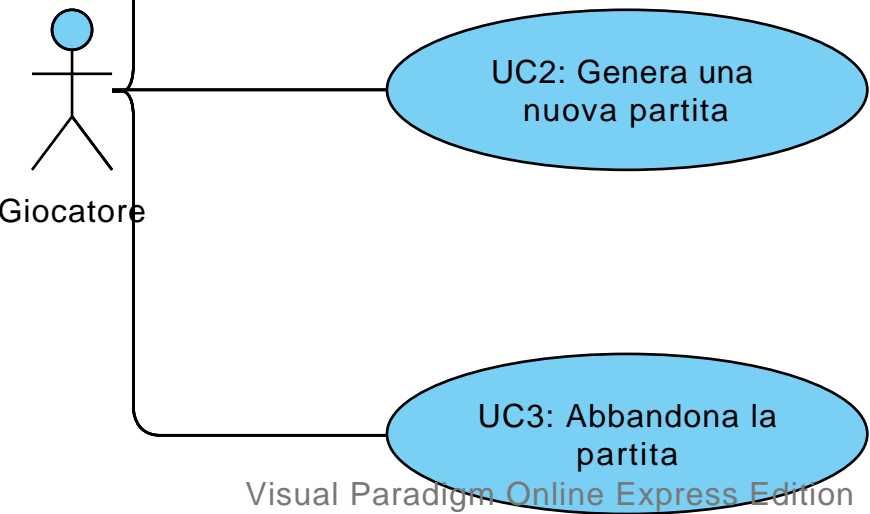 UC2: Genera una
nuova partita
Giocatore
UC3: Abbandona la
partita
Visual Paradigm Online Express Edition